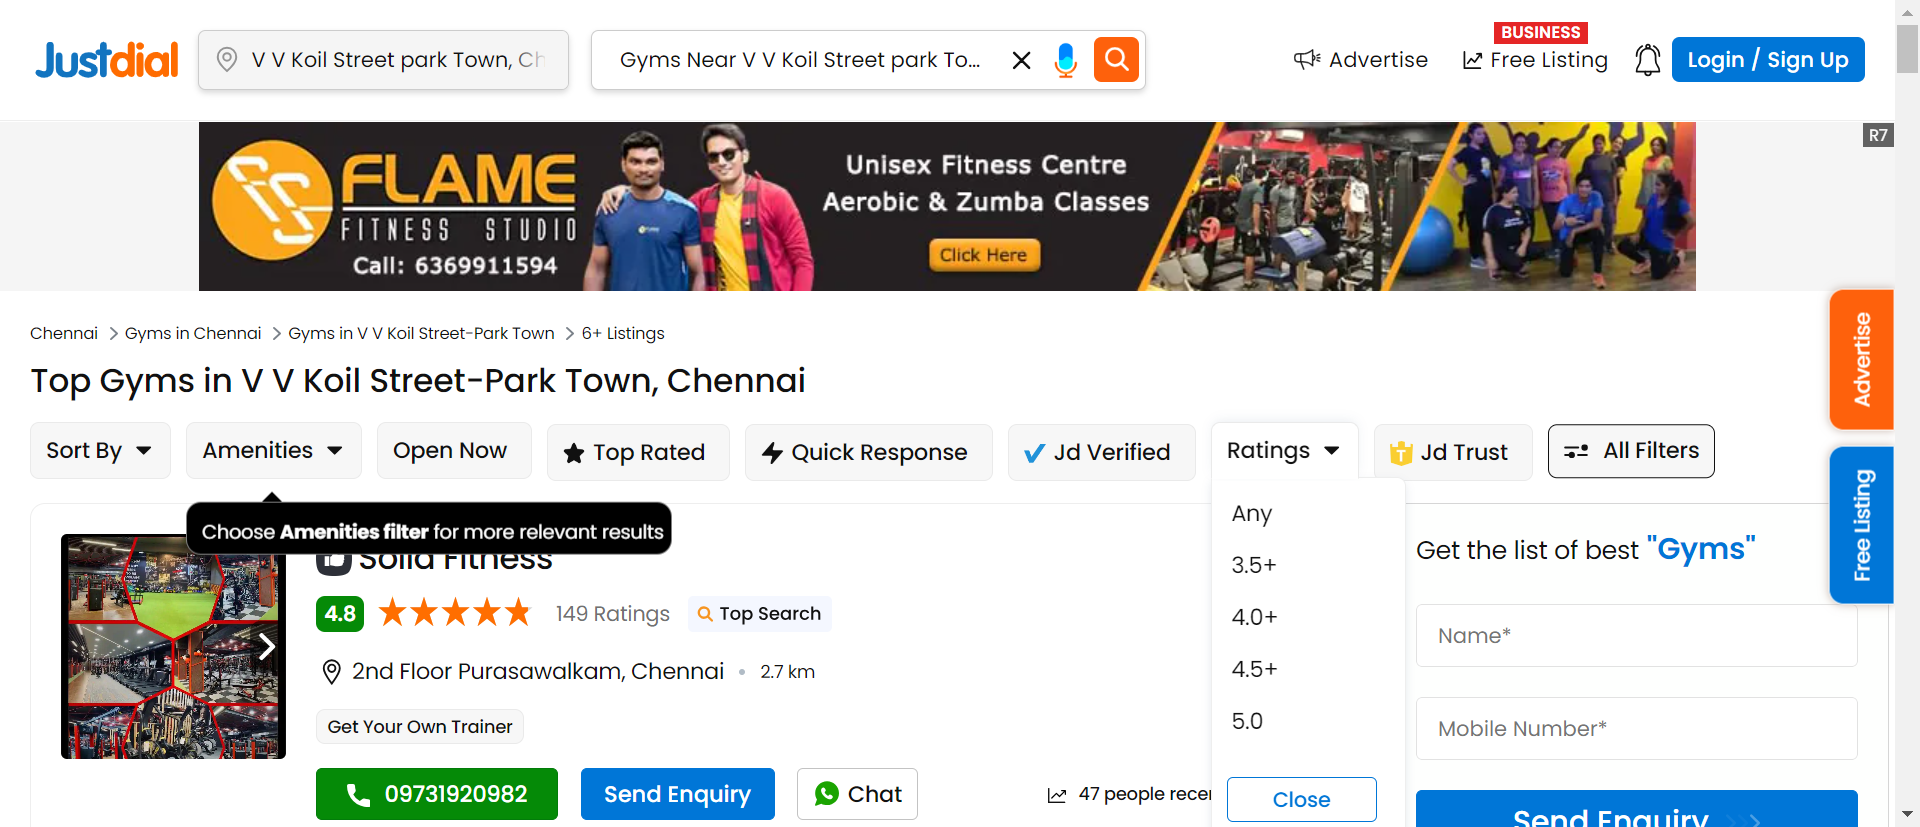 Justdial
V V Koil Street park Town, Ch
Gyms Near V V Koil Street park To...
Advertise
BUSINESS
Free Listing
Login / Sign Up
R7
FLAME
FITNESS STUDIO
Call: 6369911594
Unisex Fitness Centre
Aerobic & Zumba Classes
Click Here
Chennai > Gyms in Chennai > Gyms in V V Koil Street-Park Town > 6+ Listings
Top Gyms in V V Koil Street-Park Town, Chennai
Sort By
Amenities
Open Now
Top Rated
Quick Response
Jd Verified
Ratings
Jd Trust
All Filters
Choose Amenities filter for more relevant results
Any
3.5+
4.0+
4.5+
5.0
Close
Solid Fitness
4.8
149 Ratings
Top Search
2nd Floor Purasawalkam, Chennai • 2.7 km
Get Your Own Trainer
09731920982
Send Enquiry
Chat
47 people recer
Get the list of best "Gyms"
Name*
Mobile Number*
Send Enquiry
Advertise
Free Listing